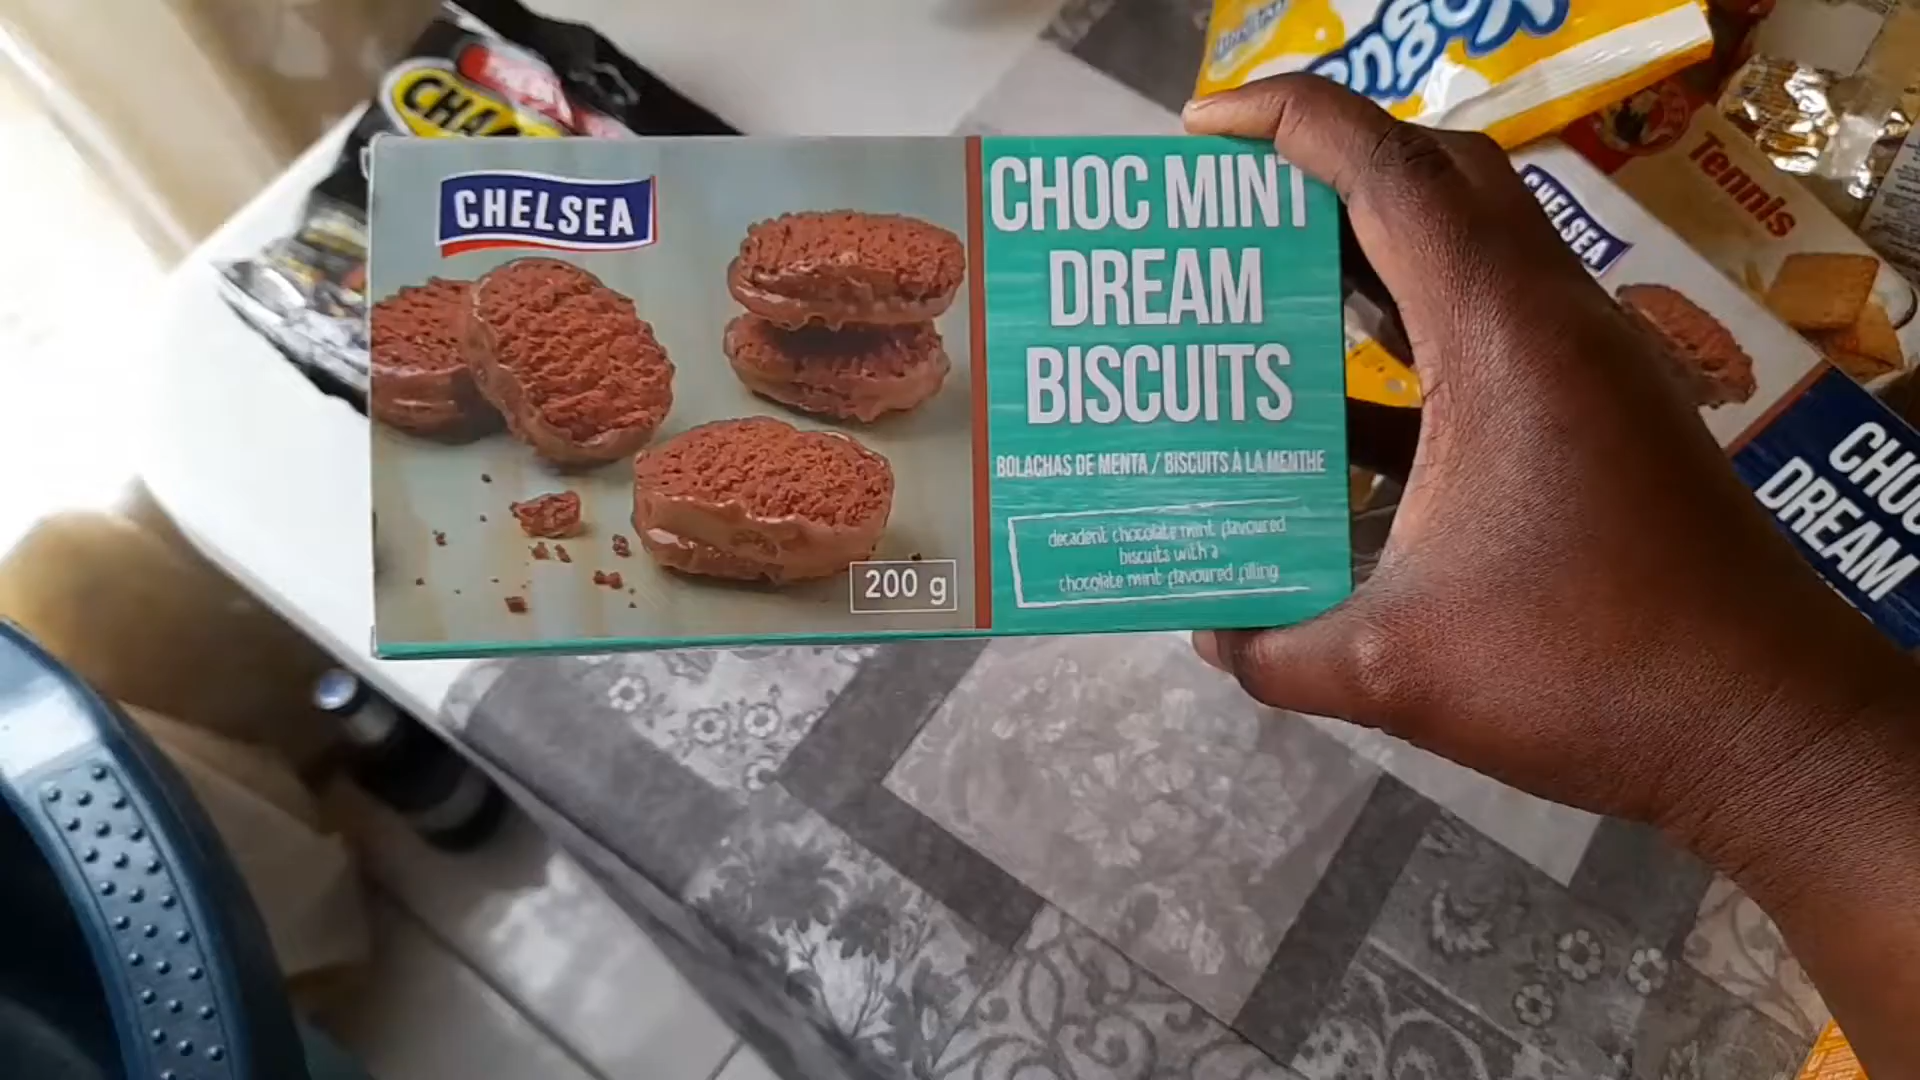 CHELSEA
CHOC MINT
DREAM
BISCUITS
BOLACHAS DE MENTA / BISCUITS À LA MENTHE
decadent chocolate mint flavoured
biscuits with a
chocolate mint flavoured filling
200 g
Tennis
CHELSEA
DREAM